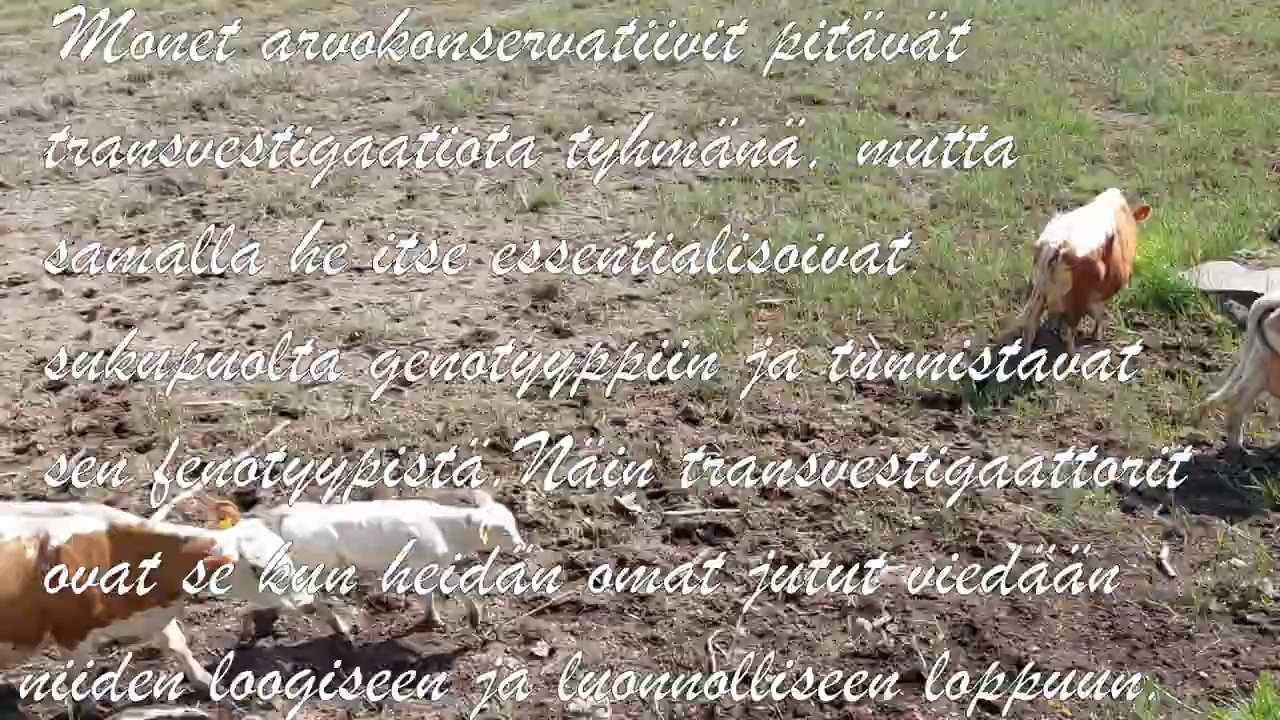 Monet arvokonservatiivit pitävät
transvestigaatiota tyhmänä, mutta
samalla he itse essentialisoivat
sukupuolta genotyyppiin ja tunnistavat
sen fenotyypistä. Näin transvestigaattorit
ovat se kun heidän omat jutut viedään
niiden loogiseen ja luonnolliseen loppuun.